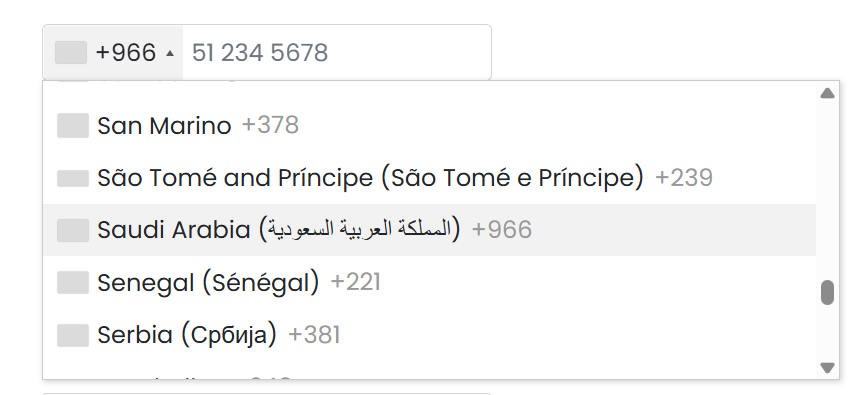 +966 51 234 5678
San Marino +378
São Tomé and Príncipe (São Tomé e Príncipe) +239
Saudi Arabia (المملكة العربية السعودية) +966
Senegal (Sénégal) +221
Serbia (Србија) +381